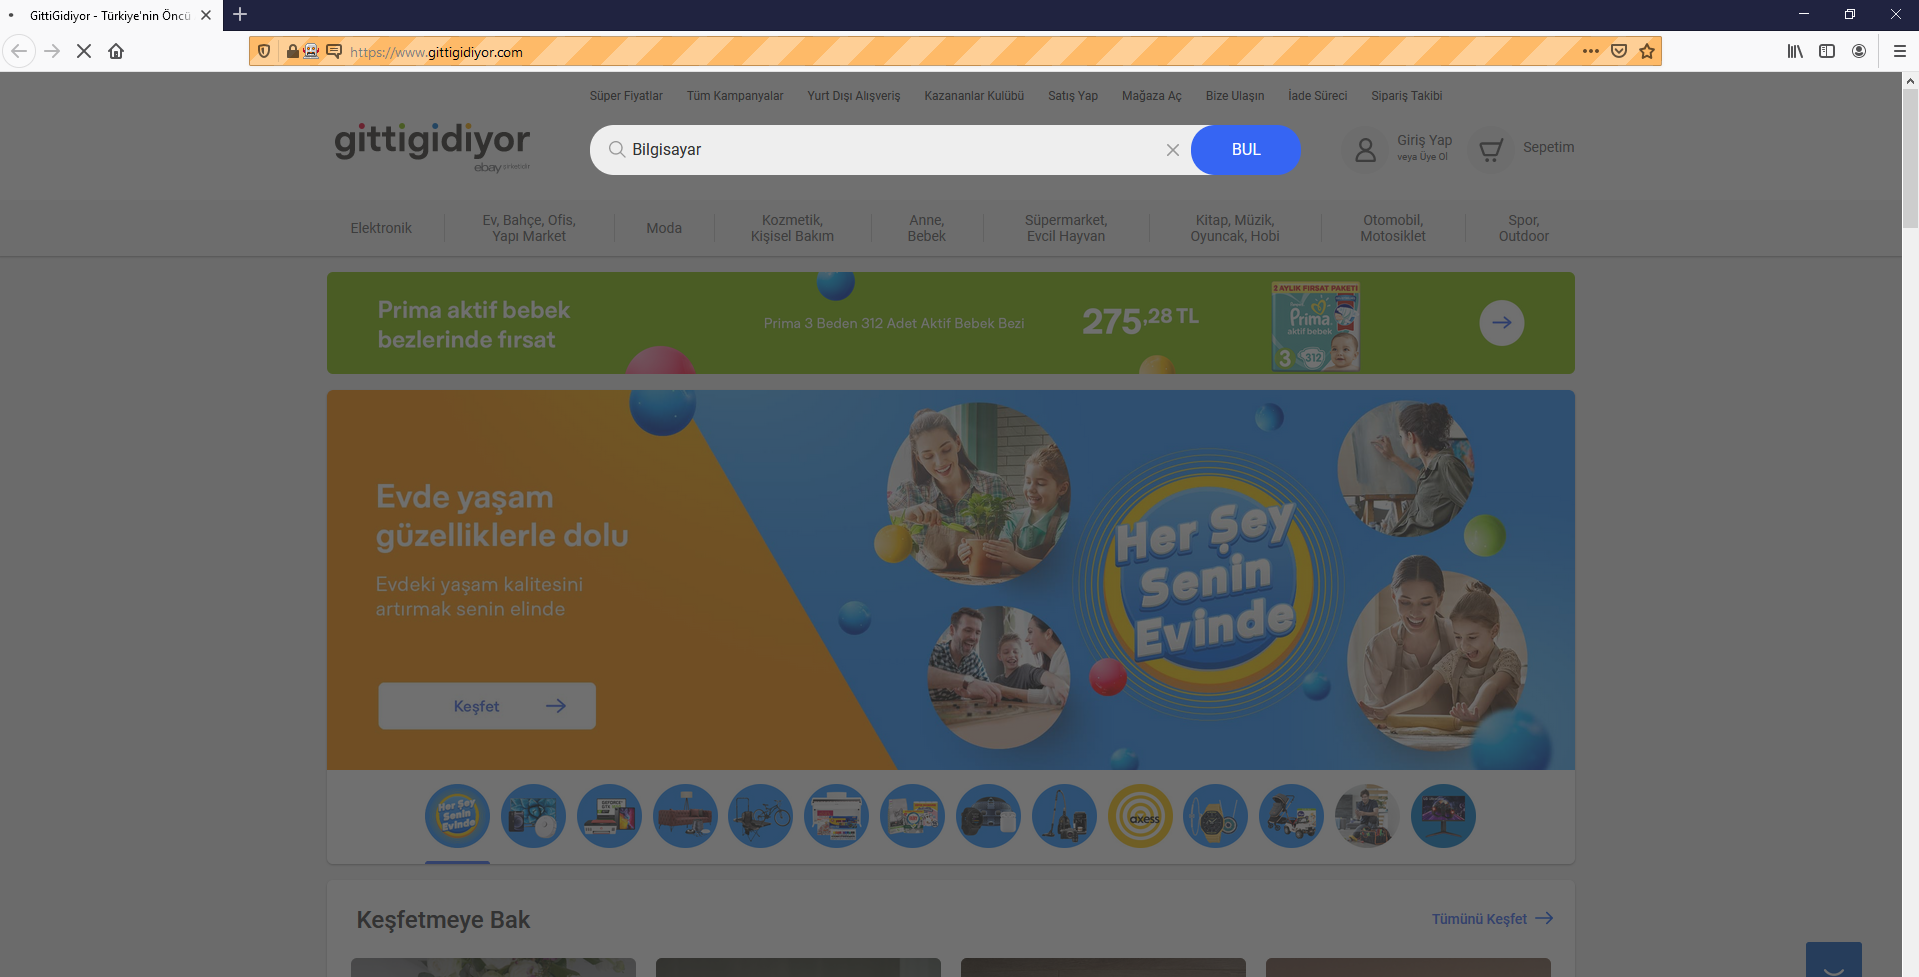 GittiGidiyor - Türkiye'nin Öncü
https://www.gittigidiyor.com
Süper Fiyatlar Tüm Kampanyalar Yurt Dışı Alışveriş Kazananlar Kulübü Satış Yap Mağaza Aç Bize Ulaşın İade Süreci Sipariş Takibi
gittigidiyor
ebay şirketidir
Bilgisayar
BUL
Giriş Yap
veya Üye Ol
Sepetim
Elektronik
Ev, Bahçe, Ofis,
Yapı Market
Moda
Kozmetik,
Kişisel Bakım
Anne,
Bebek
Süpermarket,
Evcil Hayvan
Kitap, Müzik,
Oyuncak, Hobi
Otomobil,
Motosiklet
Spor,
Outdoor
Prima aktif bebek
bezlerinde fırsat
Prima 3 Beden 312 Adet Aktif Bebek Bezi
275,28 TL
2 AYLIK FIRSAT PAKETİ
Prima
aktif bebek
3 312
Evde yaşam
güzelliklerle dolu
Evdeki yaşam kalitesini
artırmak senin elinde
Keşfet
Her Şey
Senin
Evinde
Her Şey
Senin
Evinde
axess
Keşfetmeye Bak
Tümünü Keşfet